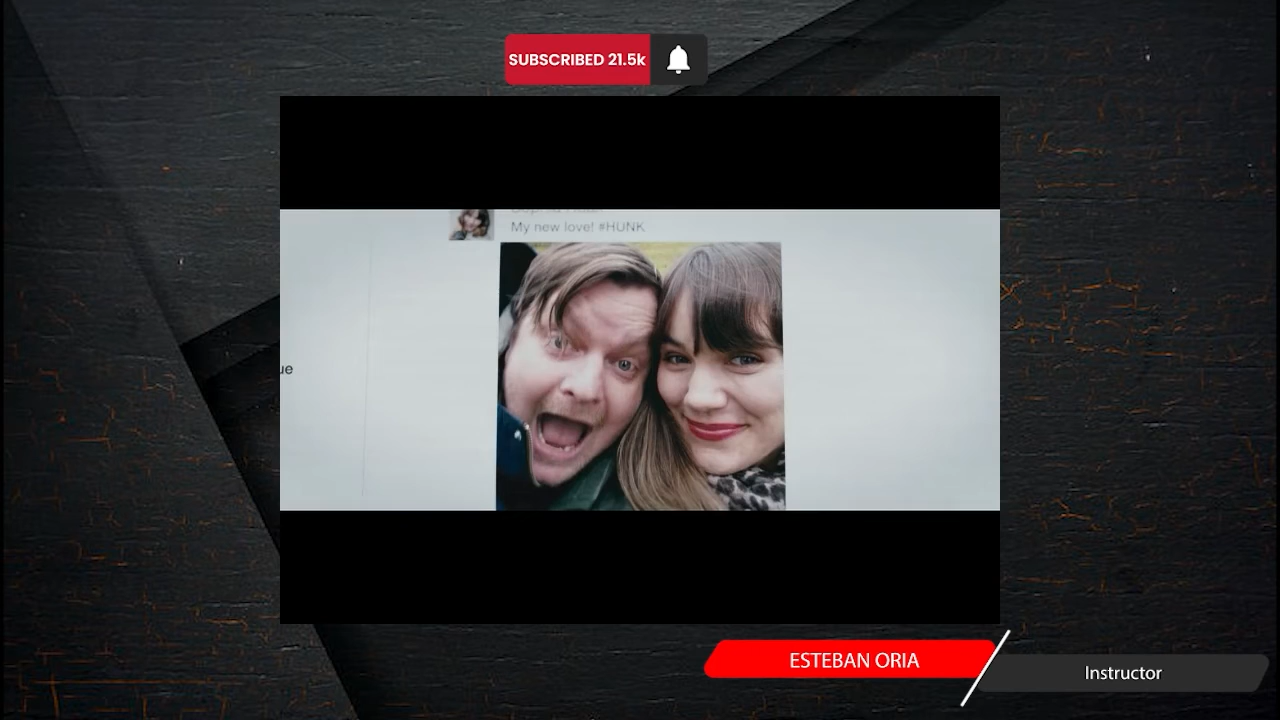 SUBSCRIBED 21.5k
My new love! #HUNK
ue
ESTEBAN ORIA
Instructor